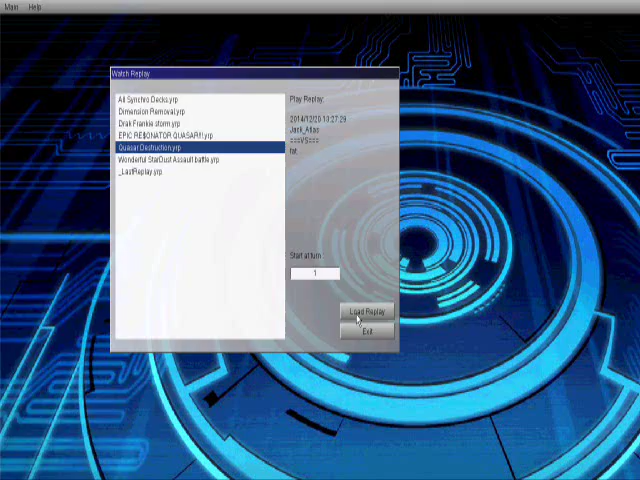 Main Help
Watch Replay
All Synchro Decks.yrp
Dimension Removal.yrp
Drak Frankie storm.yrp
EPIC RE$ONATOR QUASAR!!!.yrp
Quasar Destruction.yrp
Wonderful StarDust Assault battle.yrp
_LastReplay.yrp
Play Replay:
2014/12/20 13:27:29
Jack_Atlas
===VS===
Start at turn :
1
Load Replay
Exit